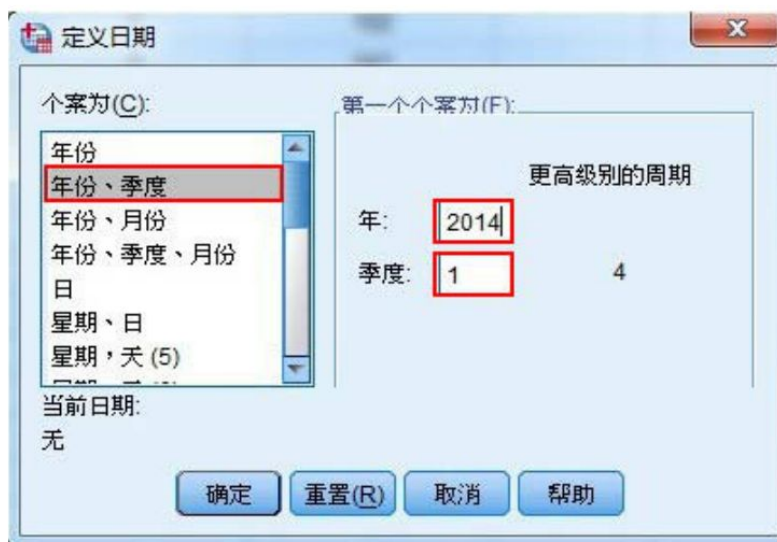 定义日期
个案为(C):
年份
年份、季度
年份、月份
年份、季度、月份
日
星期、日
星期，天 (5)
当前日期:
无
第一个个案为(F):
更高级别的周期
年: 2014
季度: 1 4
确定 重置(R) 取消 帮助